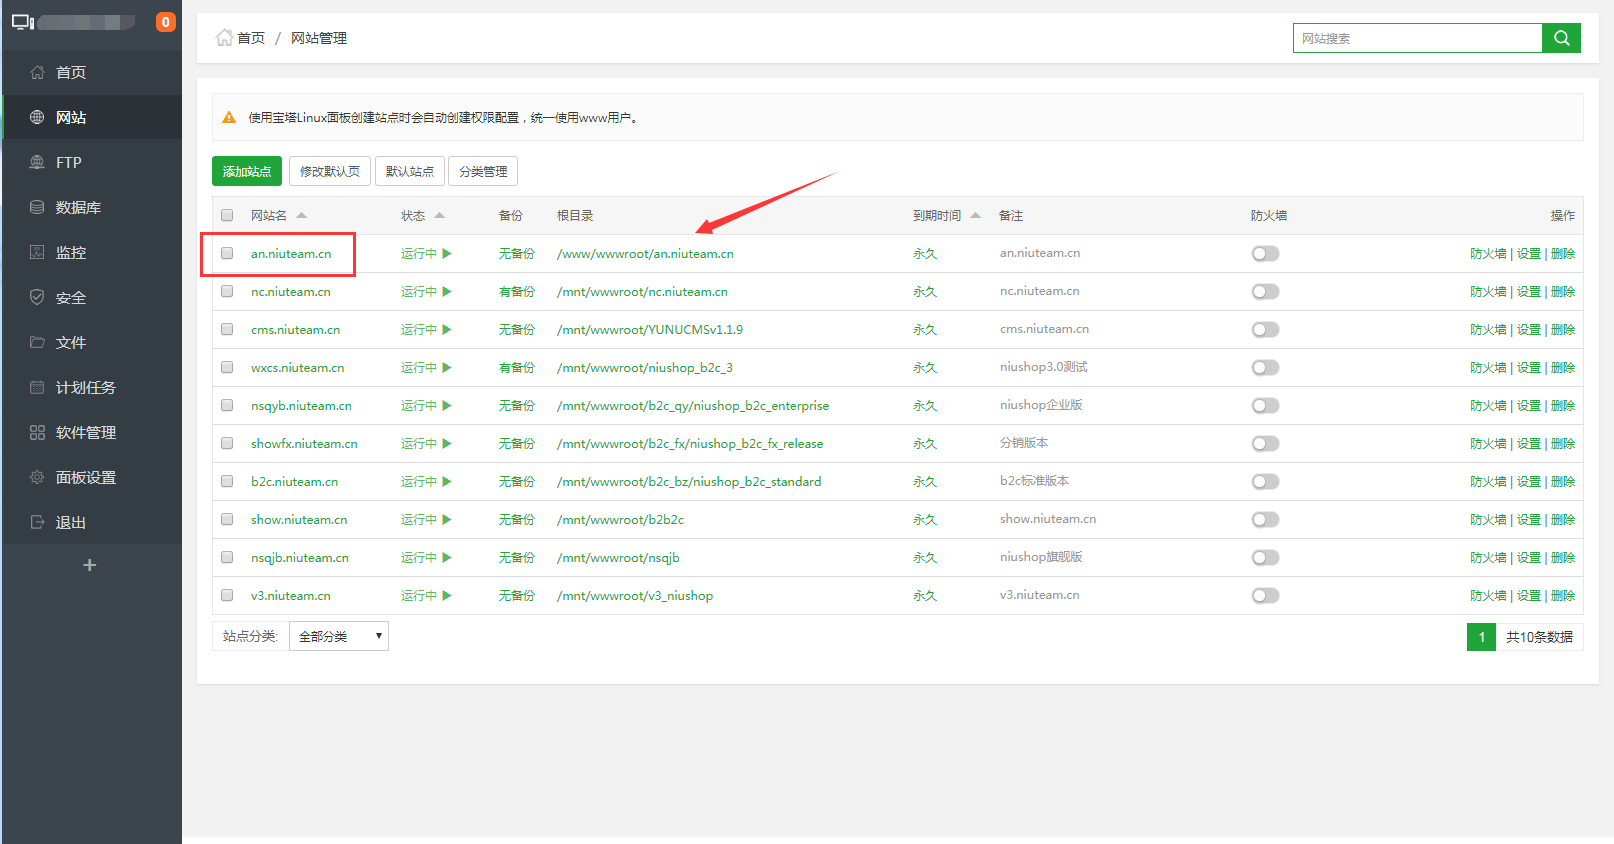 0
首页
网站
FTP
数据库
监控
安全
文件
计划任务
软件管理
面板设置
退出
+
首页 / 网站管理
网站搜索
使用宝塔Linux面板创建站点时会自动创建权限配置，统一使用www用户。
添加站点 修改默认页 默认站点 分类管理
网站名 状态 备份 根目录 到期时间 备注 防火墙 操作
an.niuteam.cn 运行中 无备份 /www/wwwroot/an.niuteam.cn 永久 an.niuteam.cn 防火墙 | 设置 | 删除
nc.niuteam.cn 运行中 有备份 /mnt/wwwroot/nc.niuteam.cn 永久 nc.niuteam.cn 防火墙 | 设置 | 删除
cms.niuteam.cn 运行中 无备份 /mnt/wwwroot/YUNUCMSv1.1.9 永久 cms.niuteam.cn 防火墙 | 设置 | 删除
wxcs.niuteam.cn 运行中 有备份 /mnt/wwwroot/niushop_b2c_3 永久 niushop3.0测试 防火墙 | 设置 | 删除
nsqyb.niuteam.cn 运行中 无备份 /mnt/wwwroot/b2c_qy/niushop_b2c_enterprise 永久 niushop企业版 防火墙 | 设置 | 删除
showfx.niuteam.cn 运行中 无备份 /mnt/wwwroot/b2c_fx/niushop_b2c_fx_release 永久 分销版本 防火墙 | 设置 | 删除
b2c.niuteam.cn 运行中 无备份 /mnt/wwwroot/b2c_bz/niushop_b2c_standard 永久 b2c标准版本 防火墙 | 设置 | 删除
show.niuteam.cn 运行中 无备份 /mnt/wwwroot/b2b2c 永久 show.niuteam.cn 防火墙 | 设置 | 删除
nsqjb.niuteam.cn 运行中 无备份 /mnt/wwwroot/nsqjb 永久 niushop旗舰版 防火墙 | 设置 | 删除
v3.niuteam.cn 运行中 无备份 /mnt/wwwroot/v3_niushop 永久 v3.niuteam.cn 防火墙 | 设置 | 删除
站点分类: 全部分类 1 共10条数据